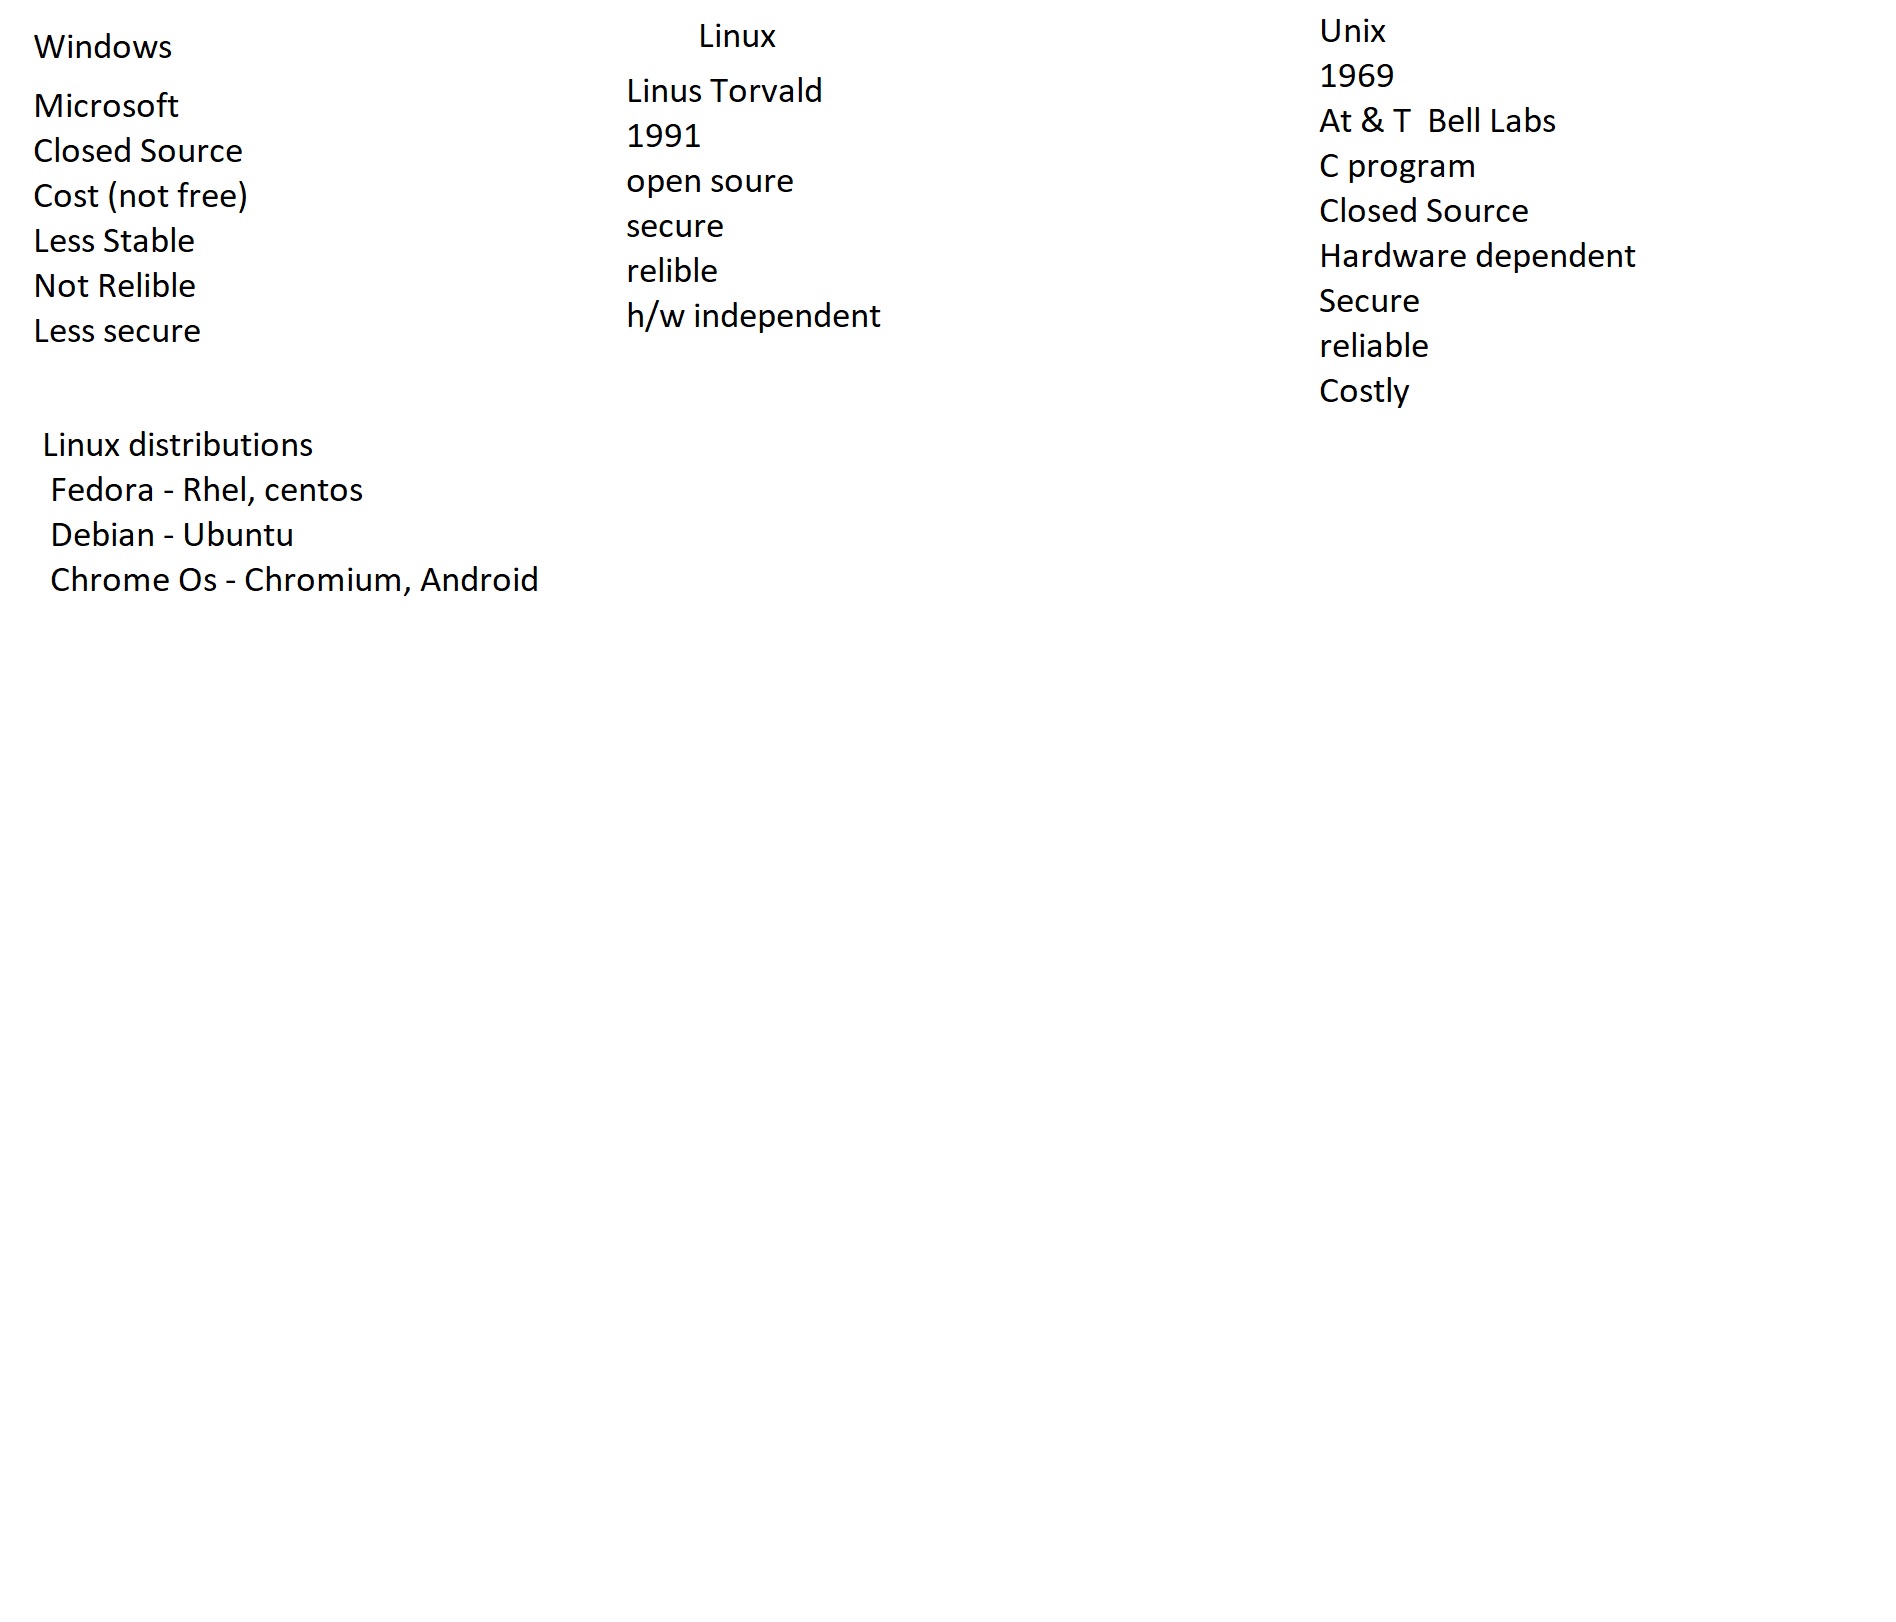 Windows
Microsoft
Closed Source
Cost (not free)
Less Stable
Not Relible
Less secure
Linux
Linus Torvald
1991
open soure
secure
relible
h/w independent
Unix
1969
At & T  Bell Labs
C program
Closed Source
Hardware dependent
Secure
reliable
Costly
Linux distributions
Fedora - Rhel, centos
Debian - Ubuntu
Chrome Os - Chromium, Android